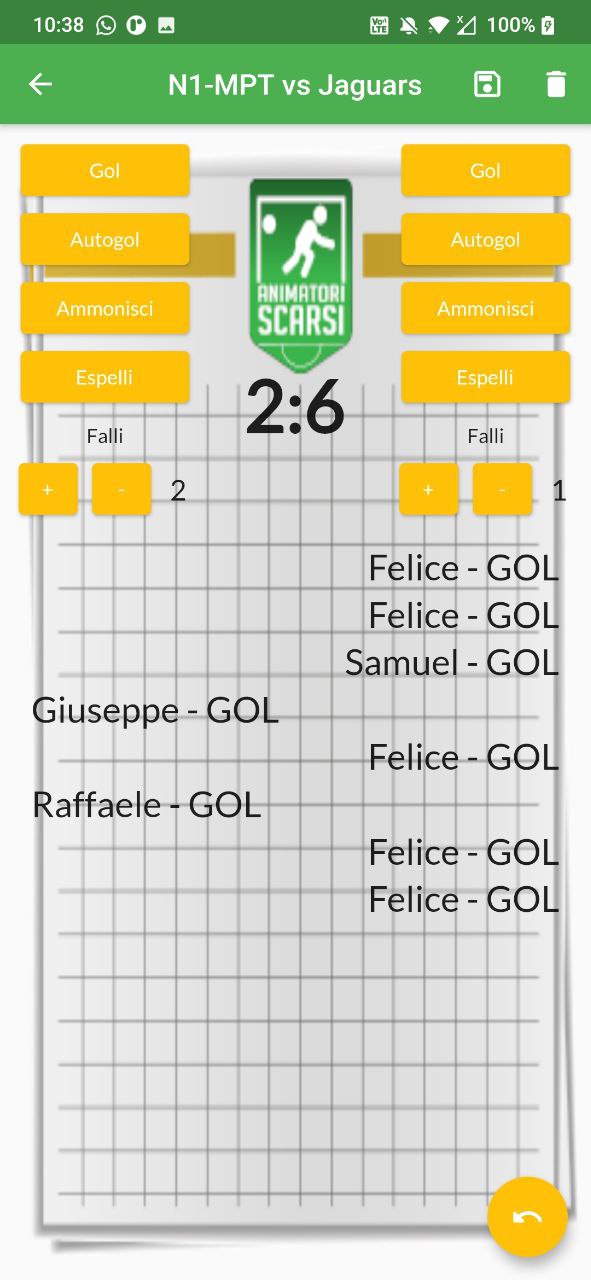 10:38 Vo) LTE x 100%
N1-MPT vs Jaguars
Gol Gol
Autogol Autogol
ANIMATORI
SCARSI
Ammonisci Ammonisci
Espelli Espelli
2:6
Falli Falli
+ - 2 + - 1
Felice - GOL
Felice - GOL
Samuel - GOL
Giuseppe - GOL
Felice - GOL
Raffaele - GOL
Felice - GOL
Felice - GOL